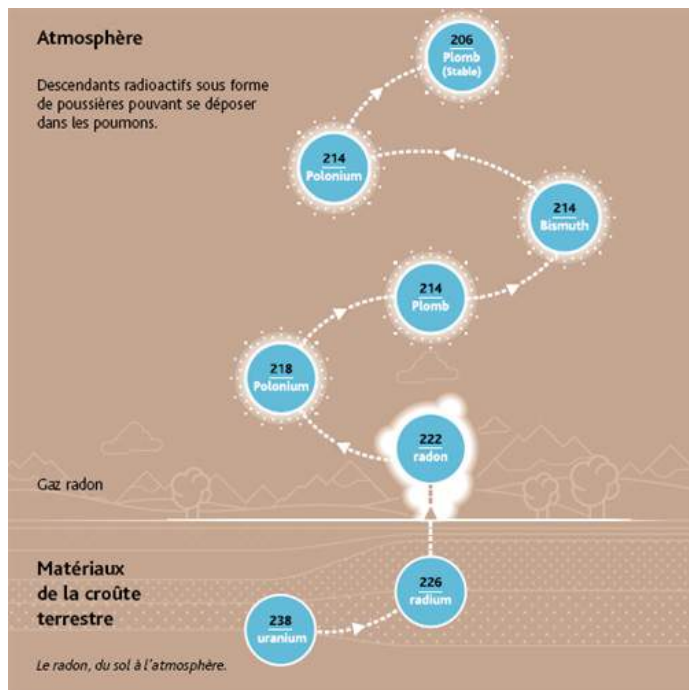 Atmosphère
Descendants radioactifs sous forme
de poussières pouvant se déposer
dans les poumons.
206
Plomb
(Stable)
214
Polonium
214
Bismuth
214
Plomb
218
Polonium
222
radon
Gaz radon
Matériaux
de la croûte
terrestre
226
radium
238
uranium
Le radon, du sol à l'atmosphère.